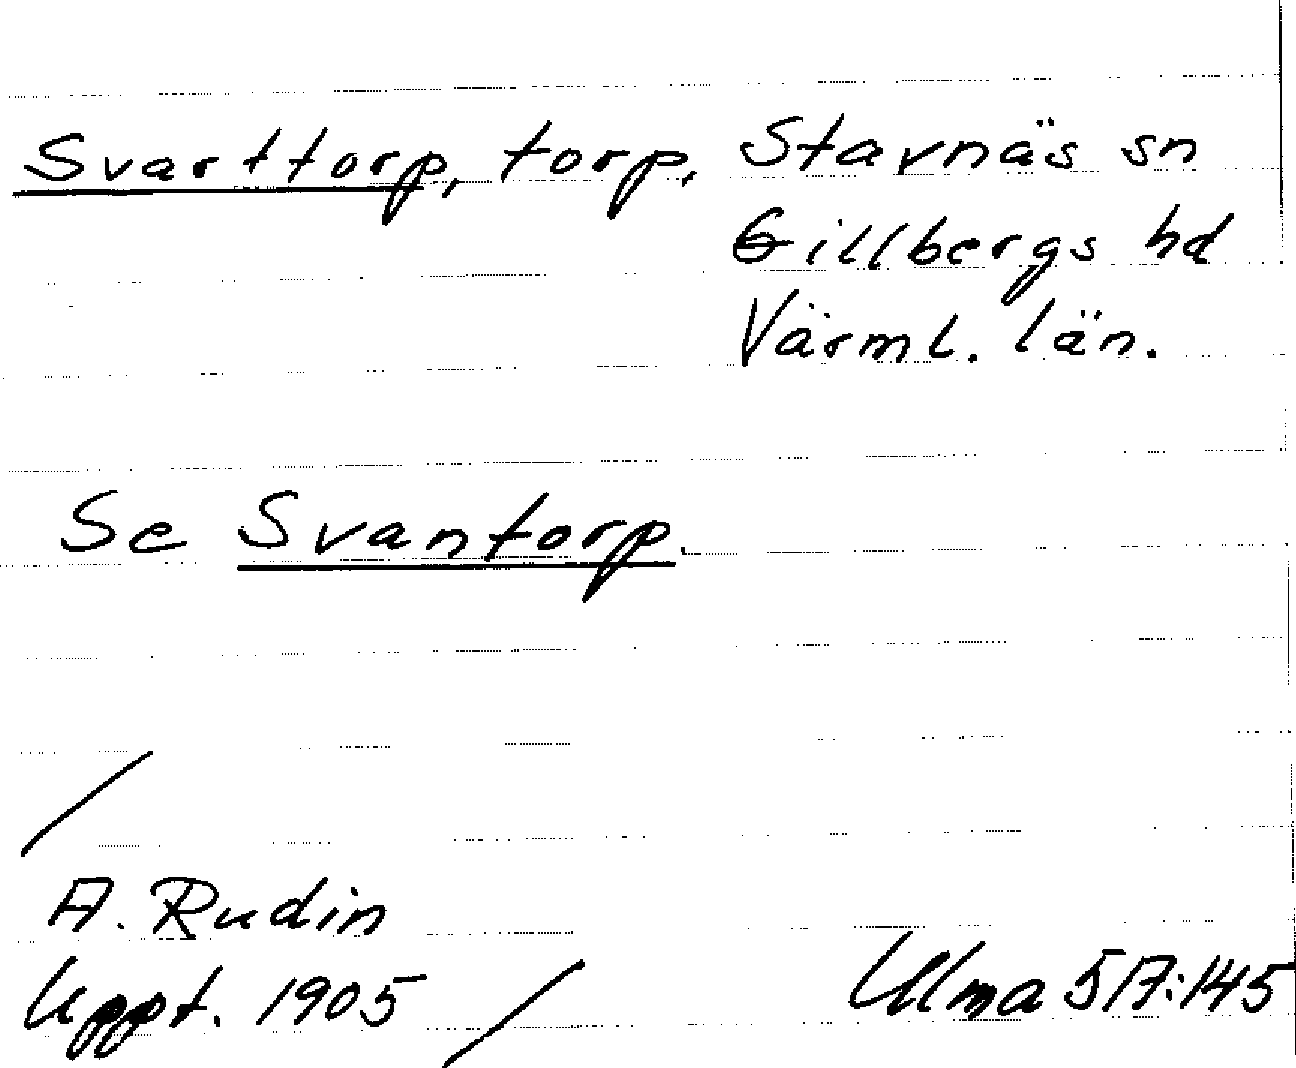 Svarttorp, torp, Stavnäs sn
Gillbergs hd
Värml. län.
Se Svantorp.
A. Rudin
Uppt. 1905
Ulma 517:145